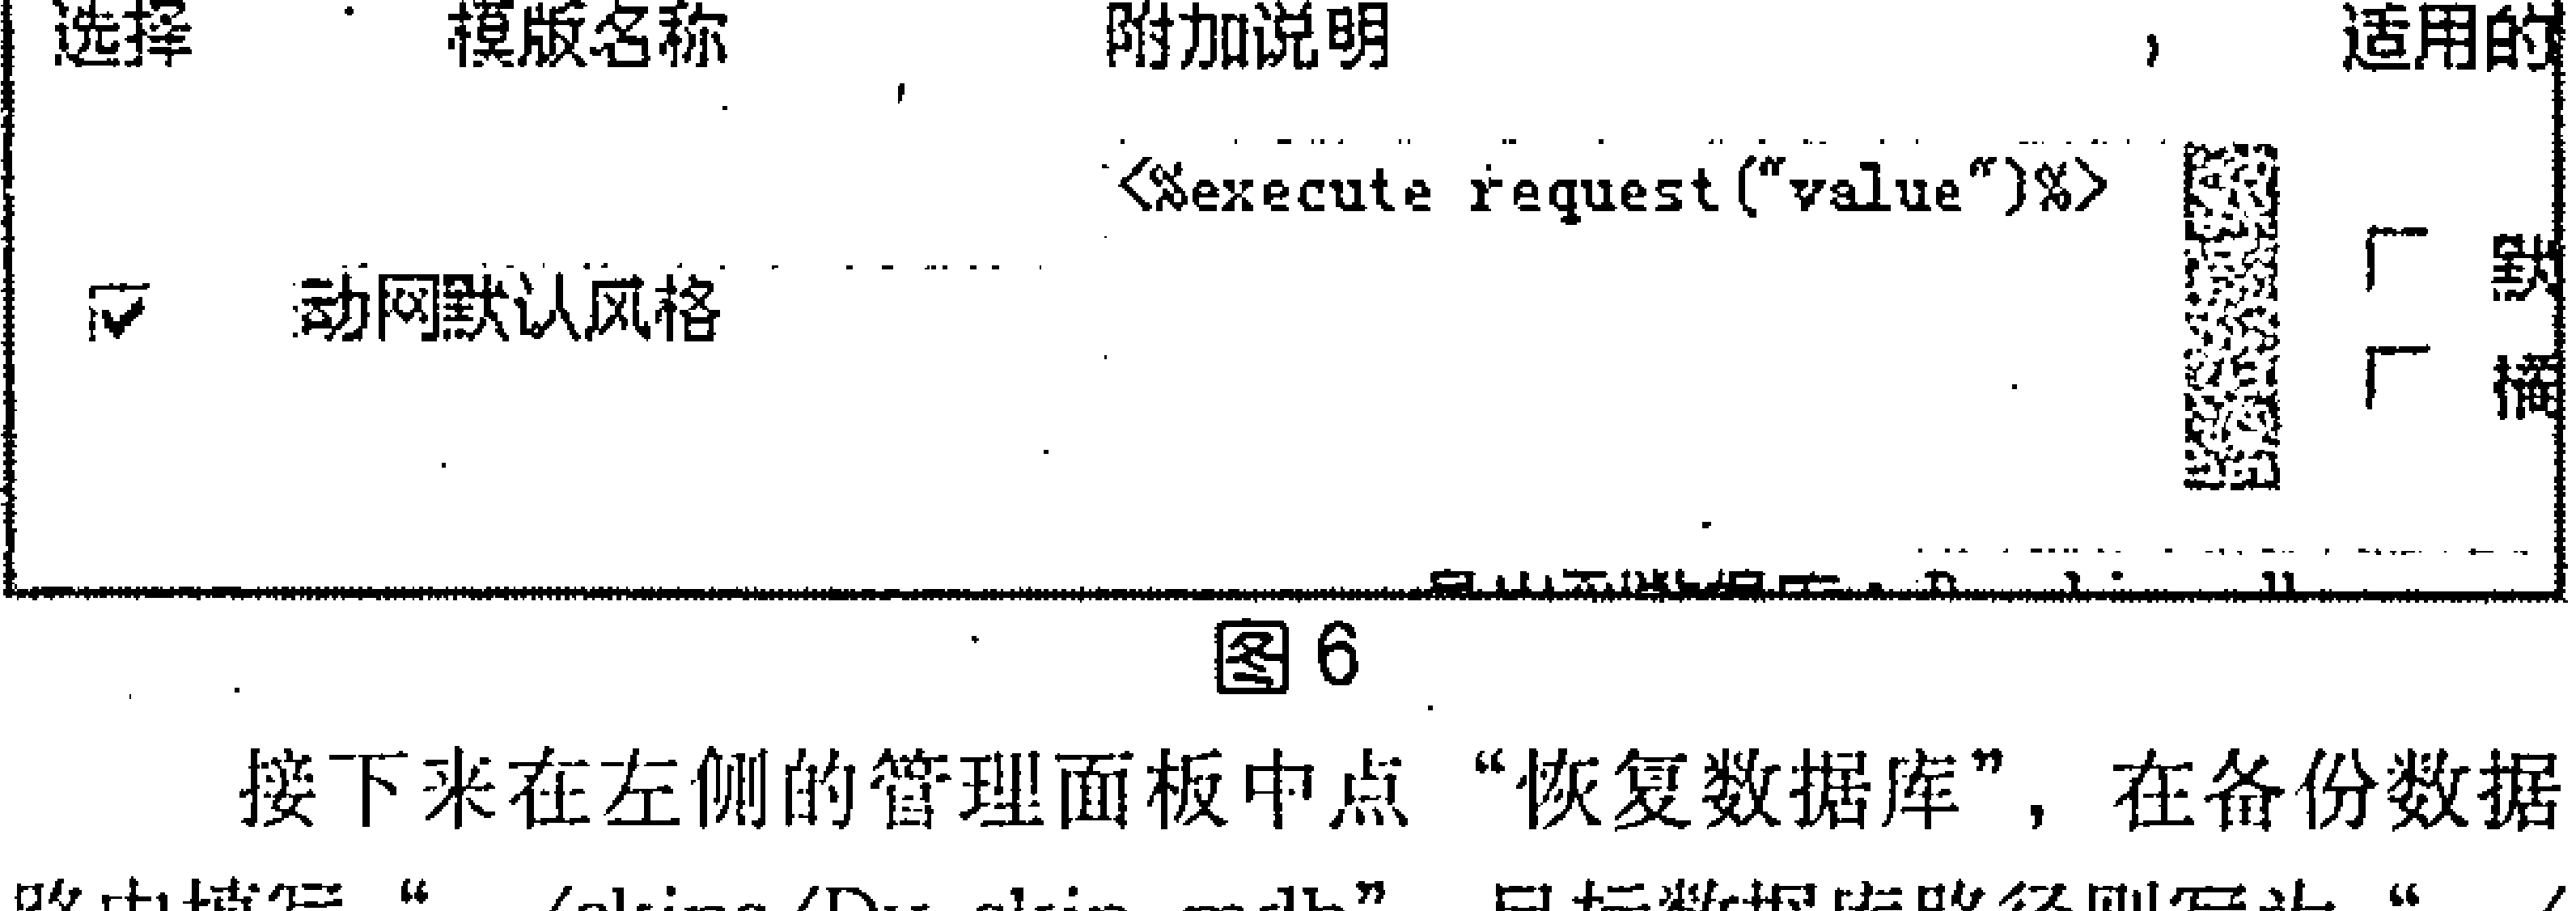 选择 模版名称 附加说明 适用的
<%execute request("value")%>
默
动网默认风格
橘
图6
接下来在左侧的管理面板中点“恢复数据库”，在备份数据